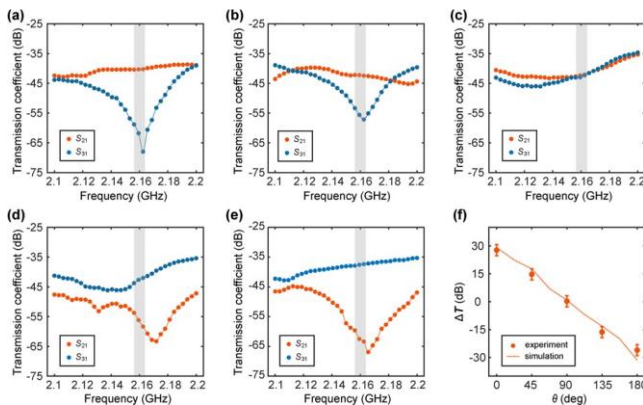 (a)
Transmission coefficient (dB)
-35
-45
-55
-65
-75
S21
S31
2.1 2.12 2.14 2.16 2.18 2.2
Frequency (GHz)
(b)
Transmission coefficient (dB)
-35
-45
-55
-65
-75
S21
S31
2.1 2.12 2.14 2.16 2.18 2.2
Frequency (GHz)
(c)
Transmission coefficient (dB)
-35
-45
-55
-65
-75
S21
S31
2.1 2.12 2.14 2.16 2.18 2.2
Frequency (GHz)
(d)
Transmission coefficient (dB)
-25
-35
-45
-55
-65
-75
S21
S31
2.1 2.12 2.14 2.16 2.18 2.2
Frequency (GHz)
(e)
Transmission coefficient (dB)
-25
-35
-45
-55
-65
-75
S21
S31
2.1 2.12 2.14 2.16 2.18 2.2
Frequency (GHz)
(f)
ΔT (dB)
30
15
0
-15
-30
experiment
simulation
0 45 90 135 180
θ (deg)